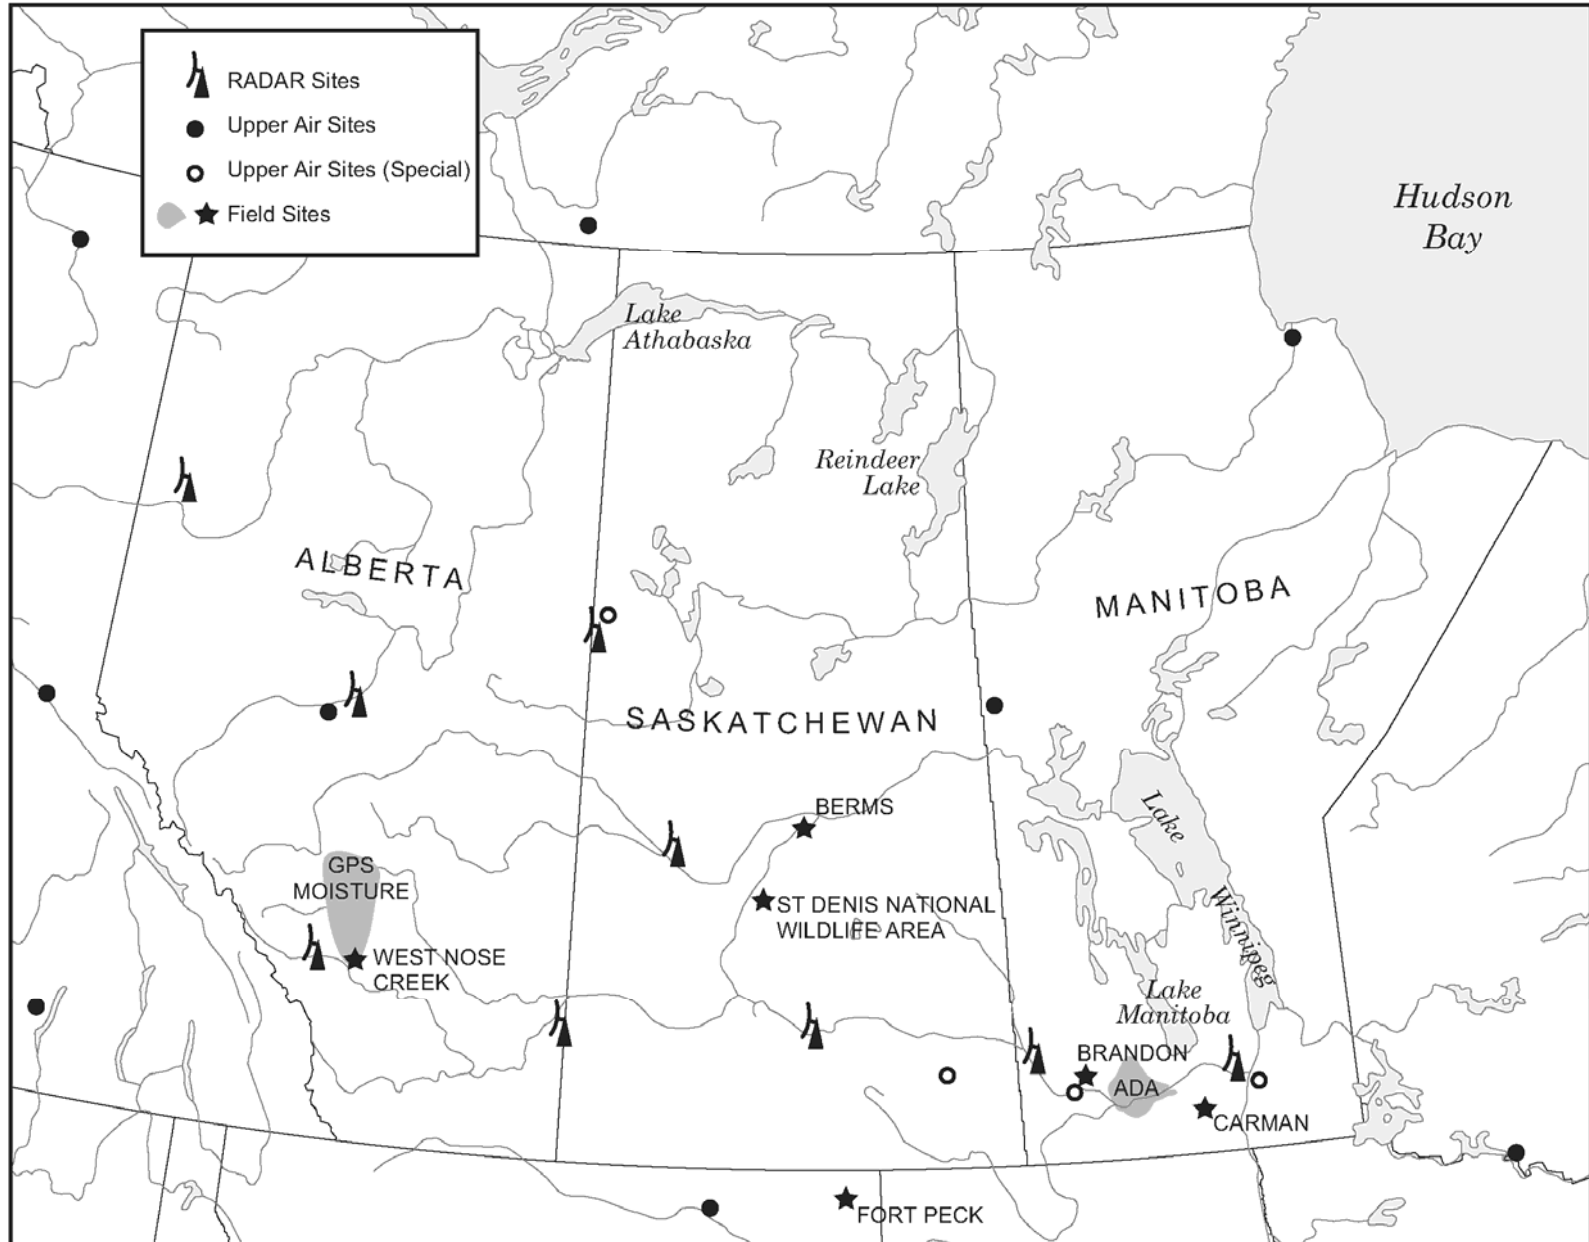 RADAR Sites
Upper Air Sites
Upper Air Sites (Special)
Field Sites
Hudson
Bay
Lake
Athabaska
Reindeer
Lake
ALBERTA
MANITOBA
SASKATCHEWAN
BERMS
Lake
Winnipeg
GPS
MOISTURE
ST DENIS NATIONAL
WILDLIFE AREA
WEST NOSE
CREEK
Lake
Manitoba
BRANDON
ADA
CARMAN
FORT PECK